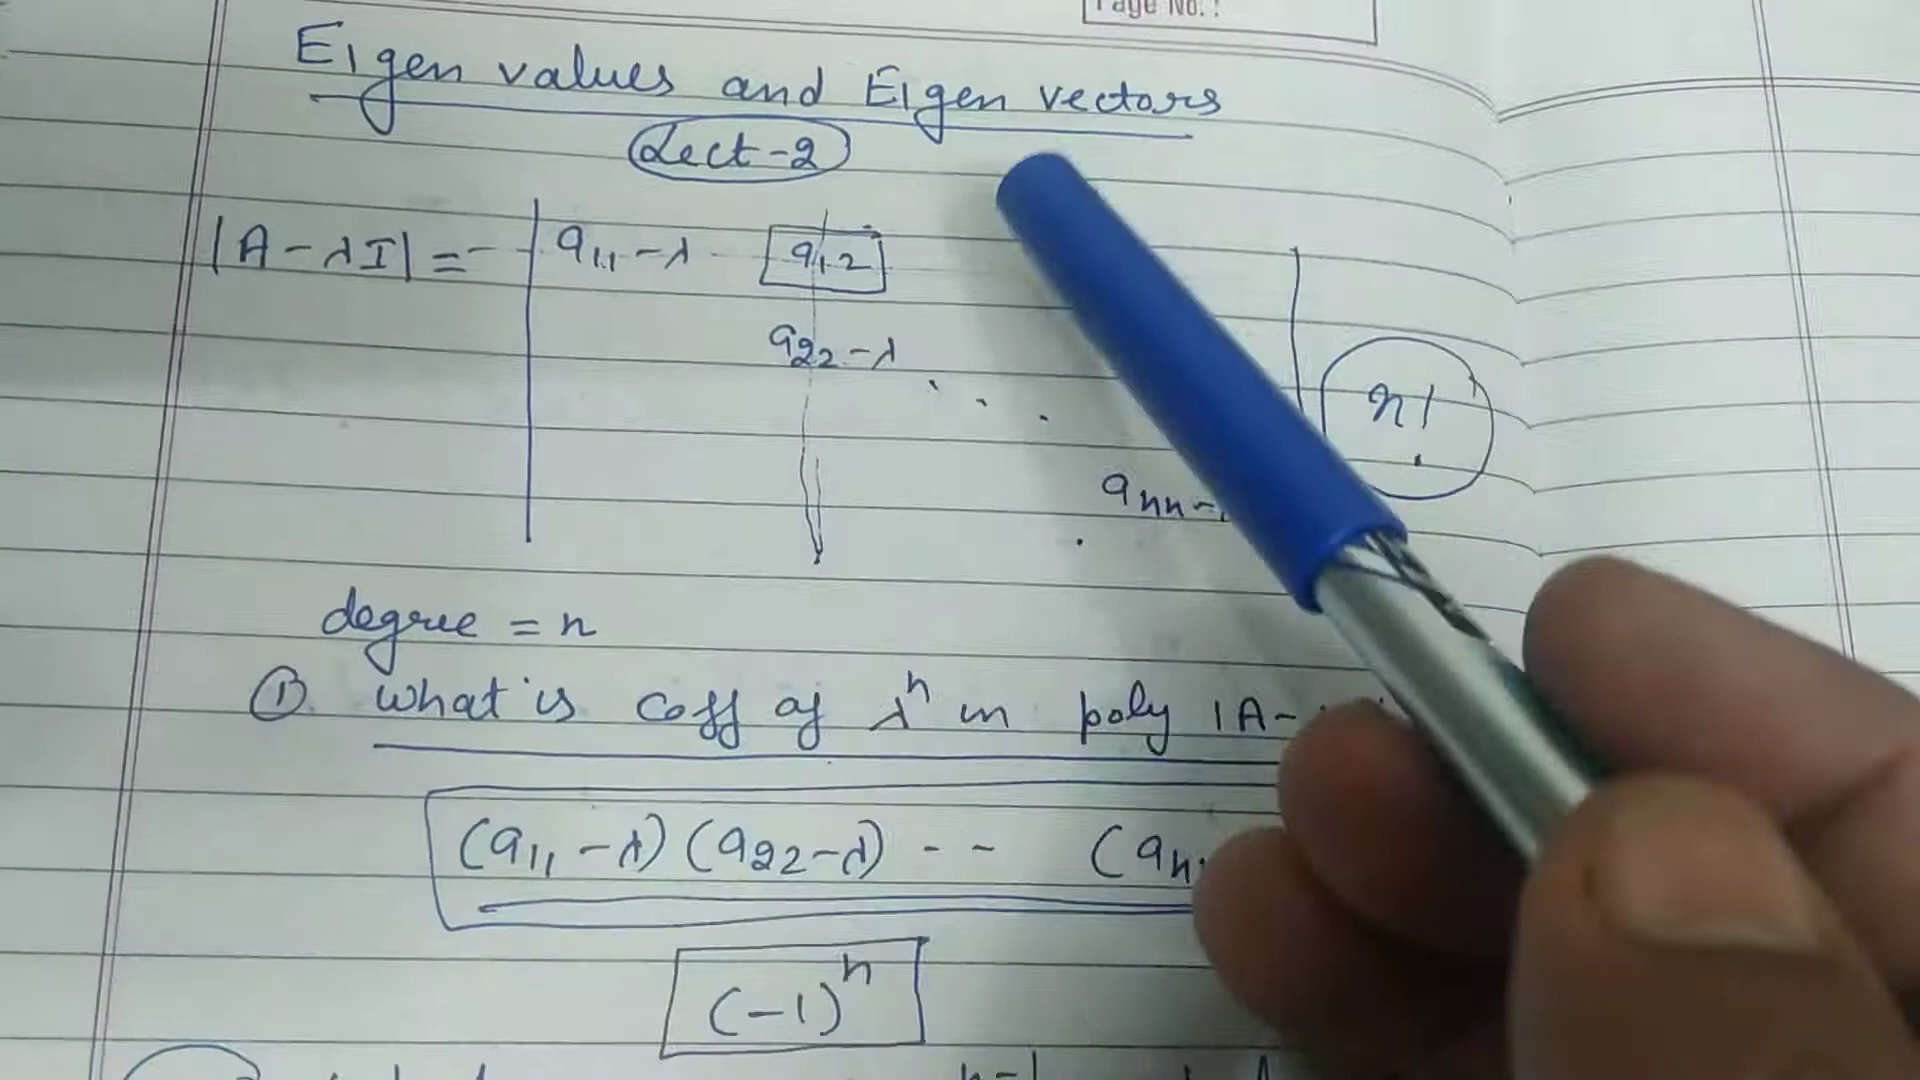 Page No.:
Eigen values and Eigen vectors
Lect-2
|A - λI| = - | a11 - λ a12
a22 - λ
. . .
n!
ann -
degree = n
① What is coff of λ^n in poly |A -
(a11 - λ) (a22 - λ) - - (an
(-1)^n
n-1